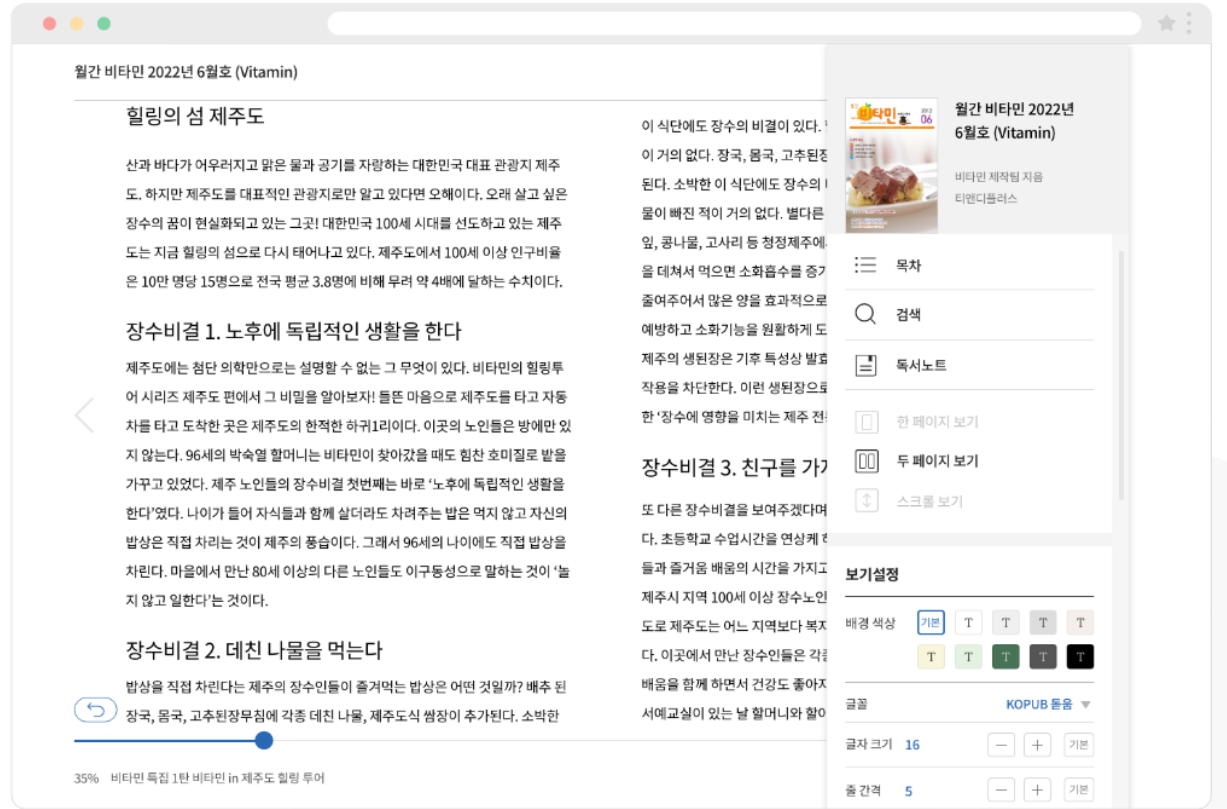 월간 비타민 2022년 6월호 (Vitamin)
힐링의 섬 제주도
산과 바다가 어우러지고 맑은 물과 공기를 자랑하는 대한민국 대표 관광지 제주
도. 하지만 제주도를 대표적인 관광지로만 알고 있다면 오해이다. 오래 살고 싶은
장수의 꿈이 현실화되고 있는 그곳! 대한민국 100세 시대를 선도하고 있는 제주
도는 지금 힐링의 섬으로 다시 태어나고 있다. 제주도에서 100세 이상 인구비율
은 10만 명당 15명으로 전국 평균 3.8명에 비해 무려 약 4배에 달하는 수치이다.
장수비결 1. 노후에 독립적인 생활을 한다
제주도에는 첨단 의학만으로는 설명할 수 없는 그 무엇이 있다. 비타민의 힐링투
어 시리즈 제주도 편에서 그 비밀을 알아보자! 들뜬 마음으로 제주도를 타고 자동
차를 타고 도착한 곳은 제주도의 한적한 하귀1리이다. 이곳의 노인들은 방에만 있
지 않는다. 96세의 박숙열 할머니는 비타민이 찾아갔을 때도 힘찬 호미질로 밭을
가꾸고 있었다. 제주 노인들의 장수비결 첫번째는 바로 ‘노후에 독립적인 생활을
한다’였다. 나이가 들어 자식들과 함께 살더라도 차려주는 밥은 먹지 않고 자신의
밥상은 직접 차리는 것이 제주의 풍습이다. 그래서 96세의 나이에도 직접 밥상을
차린다. 마을에서 만난 80세 이상의 다른 노인들도 이구동성으로 말하는 것이 ‘놀
지 않고 일한다’는 것이다.
장수비결 2. 데친 나물을 먹는다
밥상을 직접 차린다는 제주의 장수인들이 즐겨먹는 밥상은 어떤 것일까? 배추 된
장국, 몸국, 고추된장무침에 각종 데친 나물, 제주도식 쌈장이 추가된다. 소박한
이 식단에도 장수의 비결이 있다.
이 거의 없다. 장국, 몸국, 고추된장
된다. 소박한 이 식단에도 장수의
물이 빠진 적이 거의 없다. 별다른
잎, 콩나물, 고사리 등 청정제주에
을 데쳐서 먹으면 소화흡수를 증가
줄여주어서 많은 양을 효과적으로
예방하고 소화기능을 원활하게 도
제주의 생된장은 기후 특성상 발효
작용을 차단한다. 이런 생된장으로
한 ‘장수에 영향을 미치는 제주 전
장수비결 3. 친구를 가
또 다른 장수비결을 보여주겠다며
다. 초등학교 수업시간을 연상케
들과 즐거움 배움의 시간을 가지고
제주시 지역 100세 이상 장수노인
도로 제주도는 어느 지역보다 복지
다. 이곳에서 만난 장수인들은 각
배움을 함께 하면서 건강도 좋아지
서예교실이 있는 날 할머니와 할아
35% 비타민 특집 1탄 비타민 in 제주도 힐링 투어
비타민
06
월간 비타민 2022년
6월호 (Vitamin)
비타민 제작팀 지음
티앤디플러스
목차
검색
독서노트
한 페이지 보기
두 페이지 보기
스크롤 보기
보기설정
배경 색상 기본 T T T T
T T T T T
글꼴 KOPUB 돋움
글자 크기 16 기본
줄 간격 5 기본